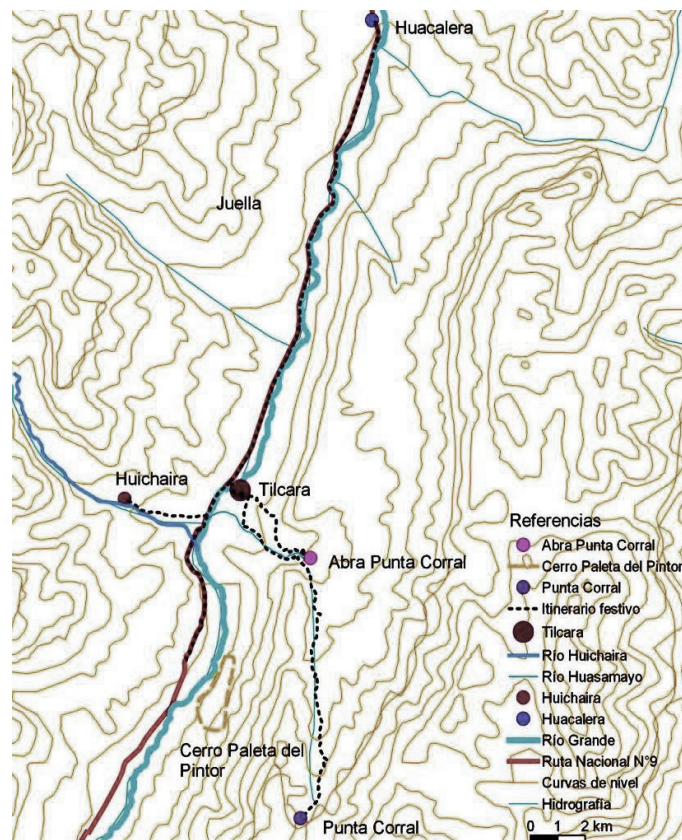 Huacalera
Juella
Huichaira
Tilcara
Abra Punta Corral
Cerro Paleta del
Pintor
Punta Corral
Referencias
Abra Punta Corral
Cerro Paleta del Pintor
Punta Corral
Itinerario festivo
Tilcara
Río Huichaira
Río Huasamayo
Huichaira
Huacalera
Río Grande
Ruta Nacional N°9
Curvas de nivel
Hidrografía
0 1 2 km